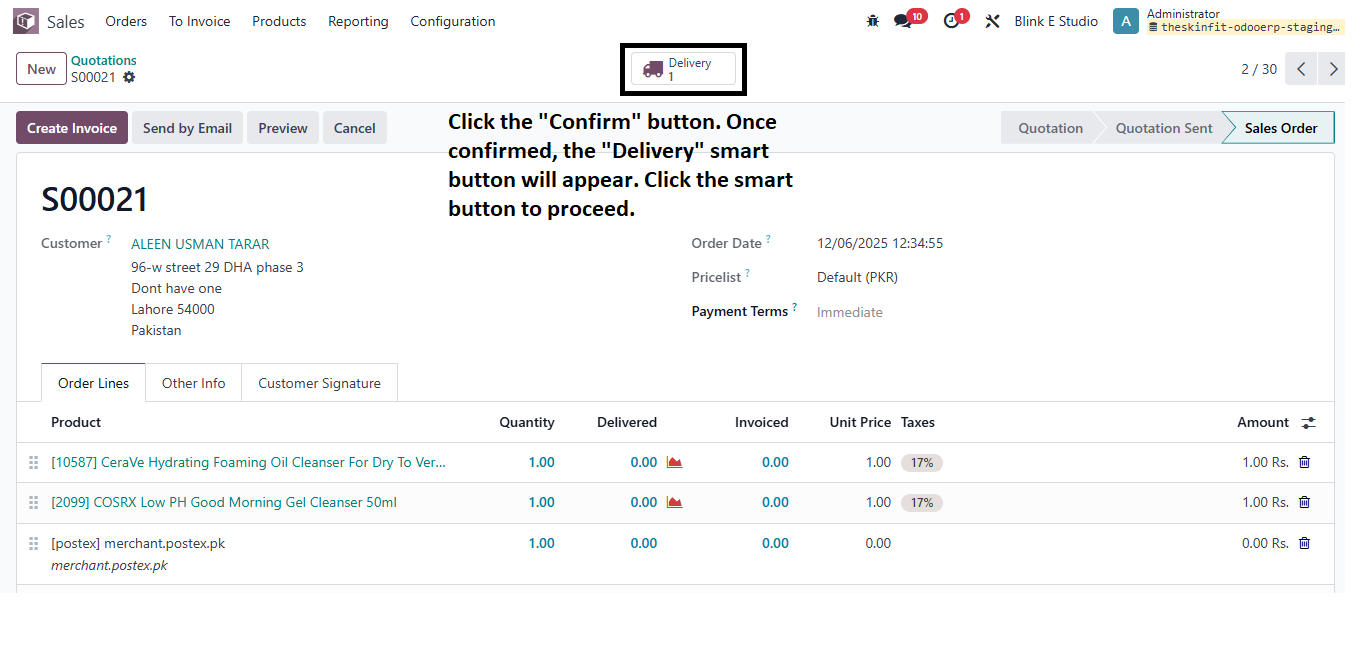 Sales Orders To Invoice Products Reporting Configuration 10 1 Blink E Studio A Administrator
theskinfit-odooerp-staging...
New Quotations
S00021
Delivery
1
2 / 30
Create Invoice Send by Email Preview Cancel
Click the "Confirm" button. Once
confirmed, the "Delivery" smart
button will appear. Click the smart
button to proceed.
Quotation Quotation Sent Sales Order
S00021
Customer ? ALEEN USMAN TARAR
96-w street 29 DHA phase 3
Dont have one
Lahore 54000
Pakistan
Order Date ? 12/06/2025 12:34:55
Pricelist ? Default (PKR)
Payment Terms ? Immediate
Order Lines Other Info Customer Signature
Product Quantity Delivered Invoiced Unit Price Taxes Amount
[10587] CeraVe Hydrating Foaming Oil Cleanser For Dry To Ver... 1.00 0.00 0.00 1.00 17% 1.00 Rs.
[2099] COSRX Low PH Good Morning Gel Cleanser 50ml 1.00 0.00 0.00 1.00 17% 1.00 Rs.
[postex] merchant.postex.pk 1.00 0.00 0.00 0.00 0.00 Rs.
merchant.postex.pk